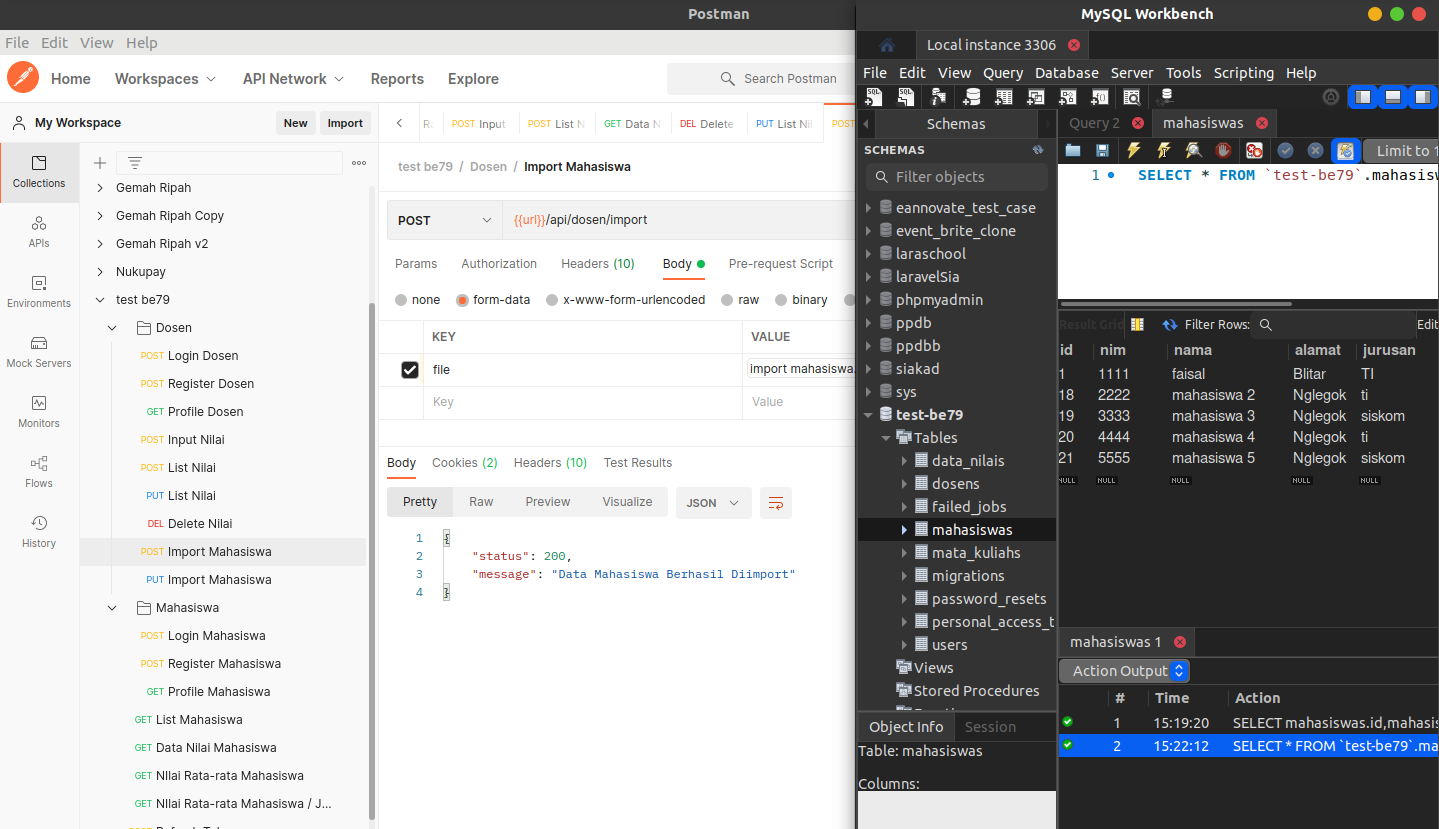 Postman
File Edit View Help
Home Workspaces API Network Reports Explore Search Postman
My Workspace New Import
POST Input POST List N GET Data N DEL Delete PUT List Nil POST
Collections
APIs
Environments
Mock Servers
Monitors
Flows
History
Gemah Ripah
Gemah Ripah Copy
Gemah Ripah v2
Nukupay
test be79
Dosen
POST Login Dosen
POST Register Dosen
GET Profile Dosen
POST Input Nilai
POST List Nilai
PUT List Nilai
DEL Delete Nilai
POST Import Mahasiswa
PUT Import Mahasiswa
Mahasiswa
POST Login Mahasiswa
POST Register Mahasiswa
GET Profile Mahasiswa
GET List Mahasiswa
GET Data Nilai Mahasiswa
GET NIlai Rata-rata Mahasiswa
GET NIlai Rata-rata Mahasiswa / J...
test be79 / Dosen / Import Mahasiswa
POST {{url}}/api/dosen/import
Params Authorization Headers (10) Body Pre-request Script
none form-data x-www-form-urlencoded raw binary
KEY VALUE
file import mahasiswa.
Key Value
Body Cookies (2) Headers (10) Test Results
Pretty Raw Preview Visualize JSON
1 {
2 "status": 200,
3 "message": "Data Mahasiswa Berhasil Diimport"
4 }
MySQL Workbench
Local instance 3306
File Edit View Query Database Server Tools Scripting Help
Schemas
SCHEMAS
Filter objects
eannovate_test_case
event_brite_clone
laraschool
laravelSia
phpmyadmin
ppdb
ppdbb
siakad
sys
test-be79
Tables
data_nilais
dosens
failed_jobs
mahasiswas
mata_kuliahs
migrations
password_resets
personal_access_t
users
Views
Stored Procedures
Object Info Session
Table: mahasiswas
Columns:
Query 2 mahasiswas
Limit to 1
1 SELECT * FROM `test-be79`.mahasisw
Result Grid Filter Rows: Edit
id nim nama alamat jurusan
1 1111 faisal Blitar TI
18 2222 mahasiswa 2 Nglegok ti
19 3333 mahasiswa 3 Nglegok siskom
20 4444 mahasiswa 4 Nglegok ti
21 5555 mahasiswa 5 Nglegok siskom
NULL NULL NULL NULL NULL
mahasiswas 1
Action Output
# Time Action
1 15:19:20 SELECT mahasiswas.id,mahasis
2 15:22:12 SELECT * FROM `test-be79`.ma